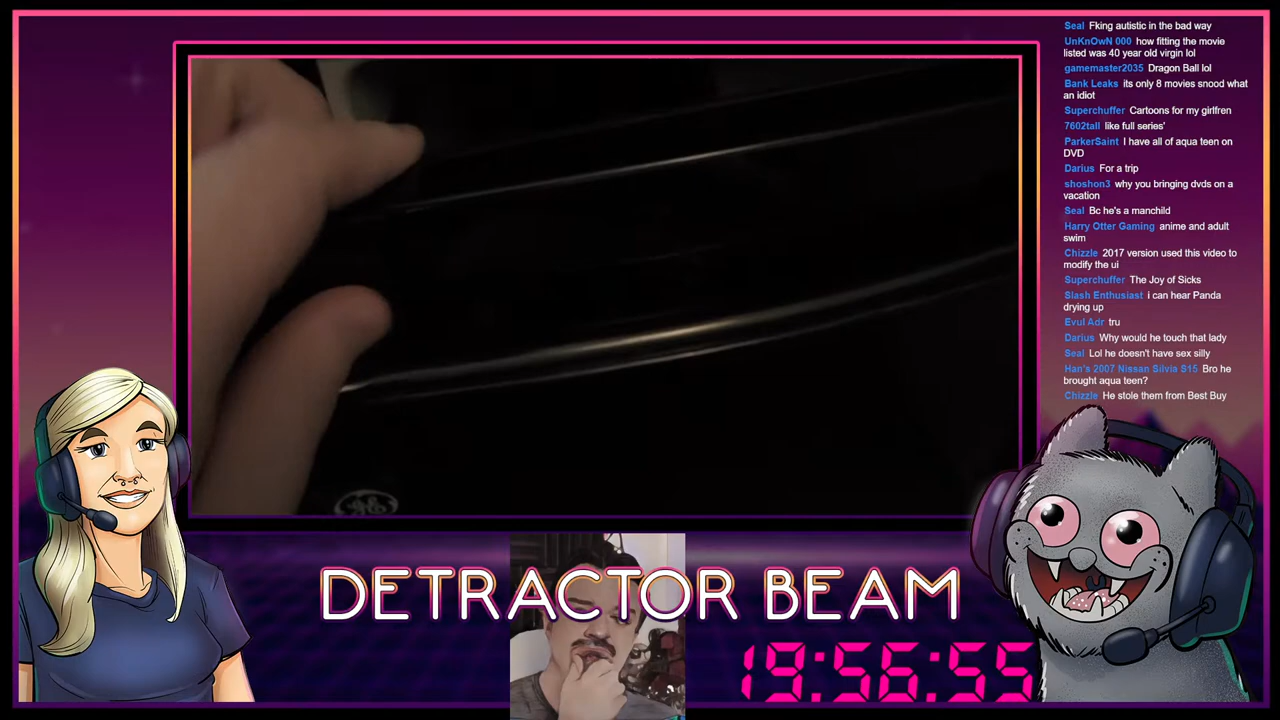 Seal Fking autistic in the bad way
UnKnOwN 000 how fitting the movie
listed was 40 year old virgin lol
gamemaster2035 Dragon Ball lol
Bank Leaks its only 8 movies snood what
an idiot
Superchuffer Cartoons for my girlfren
7602tall like full series'
ParkerSaint I have all of aqua teen on
DVD
Darius For a trip
shoshon3 why you bringing dvds on a
vacation
Seal Bc he's a manchild
Harry Otter Gaming anime and adult
swim
Chizzle 2017 version used this video to
modify the ui
Superchuffer The Joy of Sicks
Slash Enthusiast i can hear Panda
drying up
Evul Adr tru
Darius Why would he touch that lady
Seal Lol he doesn't have sex silly
Han's 2007 Nissan Silvia S15 Bro he
brought aqua teen?
Chizzle He stole them from Best Buy
DETRACTOR BEAM
19:56:55